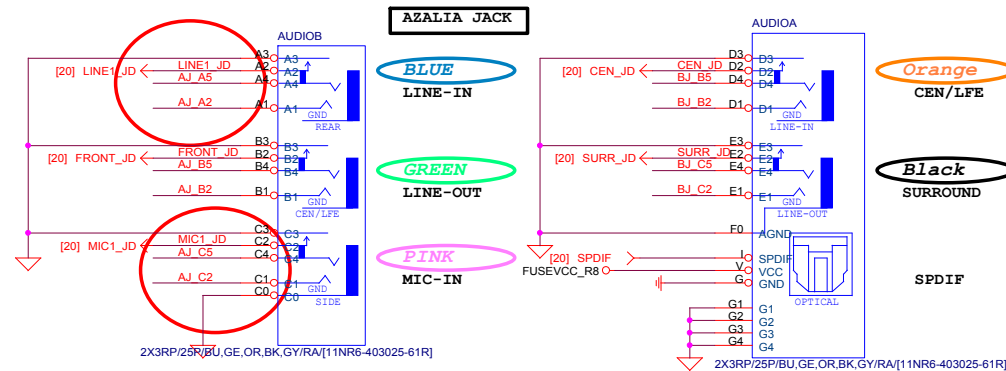 AZALIA JACK
AUDIOB
A3 A3
[20] LINE1_JD LINE1_JD A2 A2
AJ_A5 A4 A4
AJ_A2 A1 A1
GND
REAR
BLUE
LINE-IN
B3 B3
[20] FRONT_JD FRONT_JD B2 B2
AJ_B5 B4 B4
AJ_B2 B1 B1
GND
CEN/LFE
GREEN
LINE-OUT
C3 C3
[20] MIC1_JD MIC1_JD C2 C2
AJ_C5 C4 C4
AJ_C2 C1 C1
GND
C0 C0
SIDE
PINK
MIC-IN
2X3RP/25P/BU,GE,OR,BK,GY/RA/[11NR6-403025-61R]
AUDIOA
D3 D3
[20] CEN_JD CEN_JD D2 D2
BJ_B5 D4 D4
BJ_B2 D1 D1
GND
LINE-IN
Orange
CEN/LFE
E3 E3
[20] SURR_JD SURR_JD E2 E2
BJ_C5 E4 E4
BJ_C2 E1 E1
GND
LINE-OUT
Black
SURROUND
F0 AGND
[20] SPDIF I SPDIF
FUSEVCC_R8 V VCC
G GND
OPTICAL
SPDIF
G1 G1
G2 G2
G3 G3
G4 G4
2X3RP/25P/BU,GE,OR,BK,GY/RA/[11NR6-403025-61R]